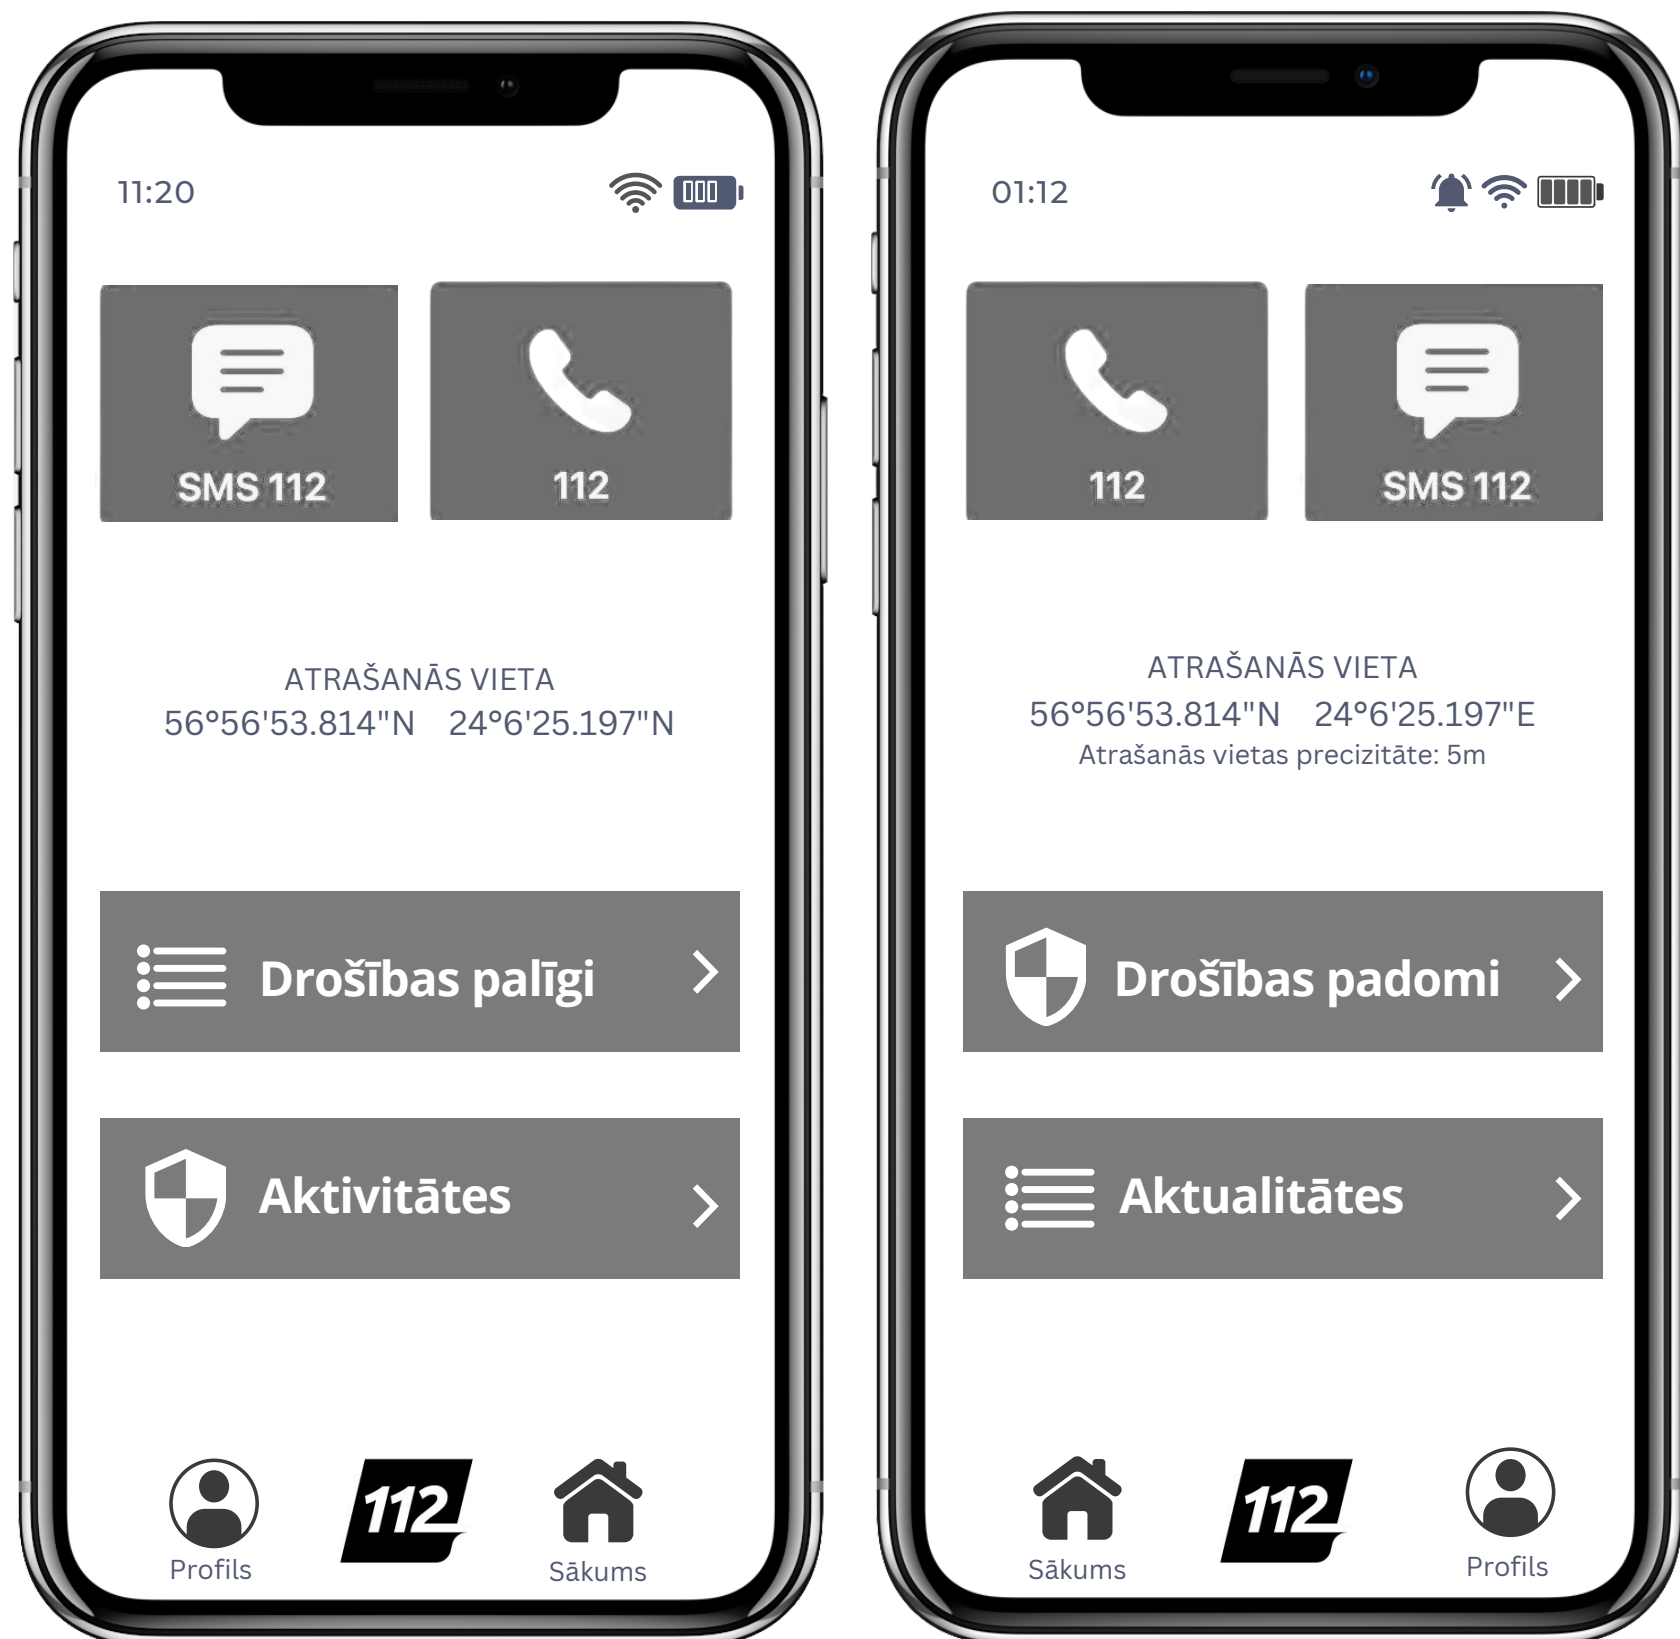 11:20
SMS 112
112
ATRAŠANĀS VIETA
56°56'53.814"N 24°6'25.197"N
Drošības palīgi
Aktivitātes
Profils
112
Sākums
01:12
112
SMS 112
ATRAŠANĀS VIETA
56°56'53.814"N 24°6'25.197"E
Atrašanās vietas precizitāte: 5m
Drošības padomi
Aktualitātes
Sākums
112
Profils